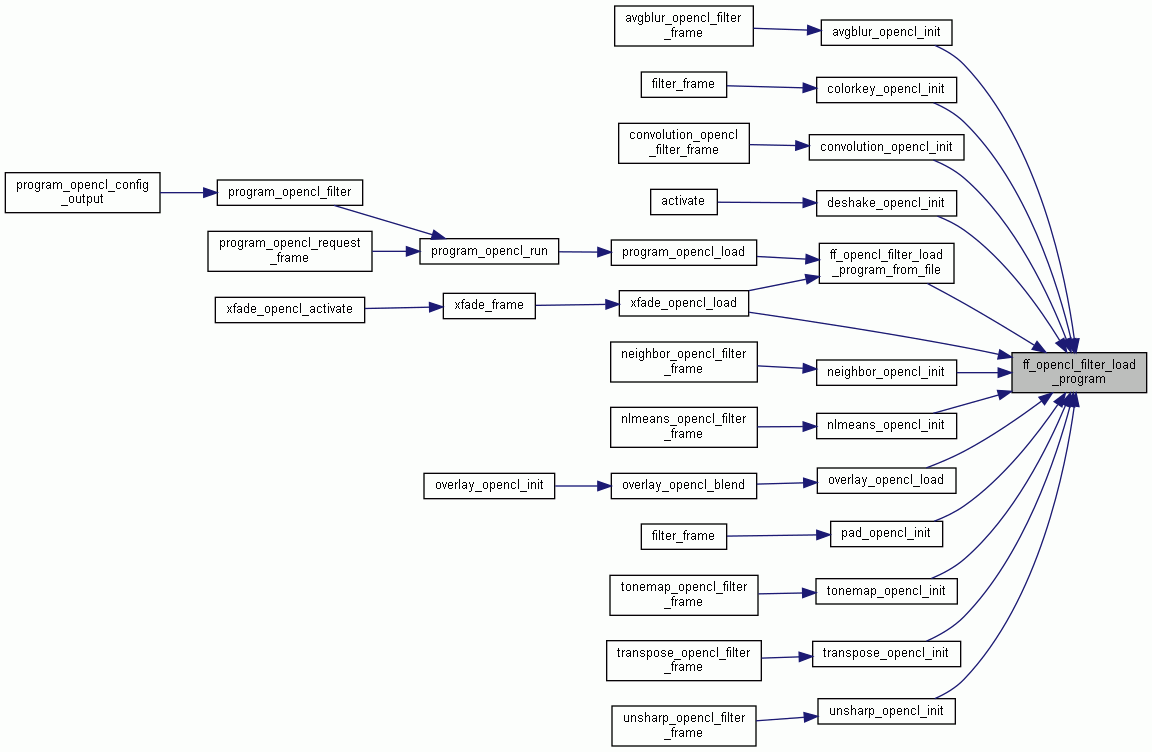 avgblur_opencl_filter
_frame
avgblur_opencl_init
filter_frame
colorkey_opencl_init
convolution_opencl
_filter_frame
convolution_opencl_init
program_opencl_config
_output
program_opencl_filter
activate
deshake_opencl_init
program_opencl_request
_frame
program_opencl_run
program_opencl_load
ff_opencl_filter_load
_program_from_file
xfade_opencl_activate
xfade_frame
xfade_opencl_load
neighbor_opencl_filter
_frame
neighbor_opencl_init
ff_opencl_filter_load
_program
nlmeans_opencl_filter
_frame
nlmeans_opencl_init
overlay_opencl_init
overlay_opencl_blend
overlay_opencl_load
filter_frame
pad_opencl_init
tonemap_opencl_filter
_frame
tonemap_opencl_init
transpose_opencl_filter
_frame
transpose_opencl_init
unsharp_opencl_filter
_frame
unsharp_opencl_init